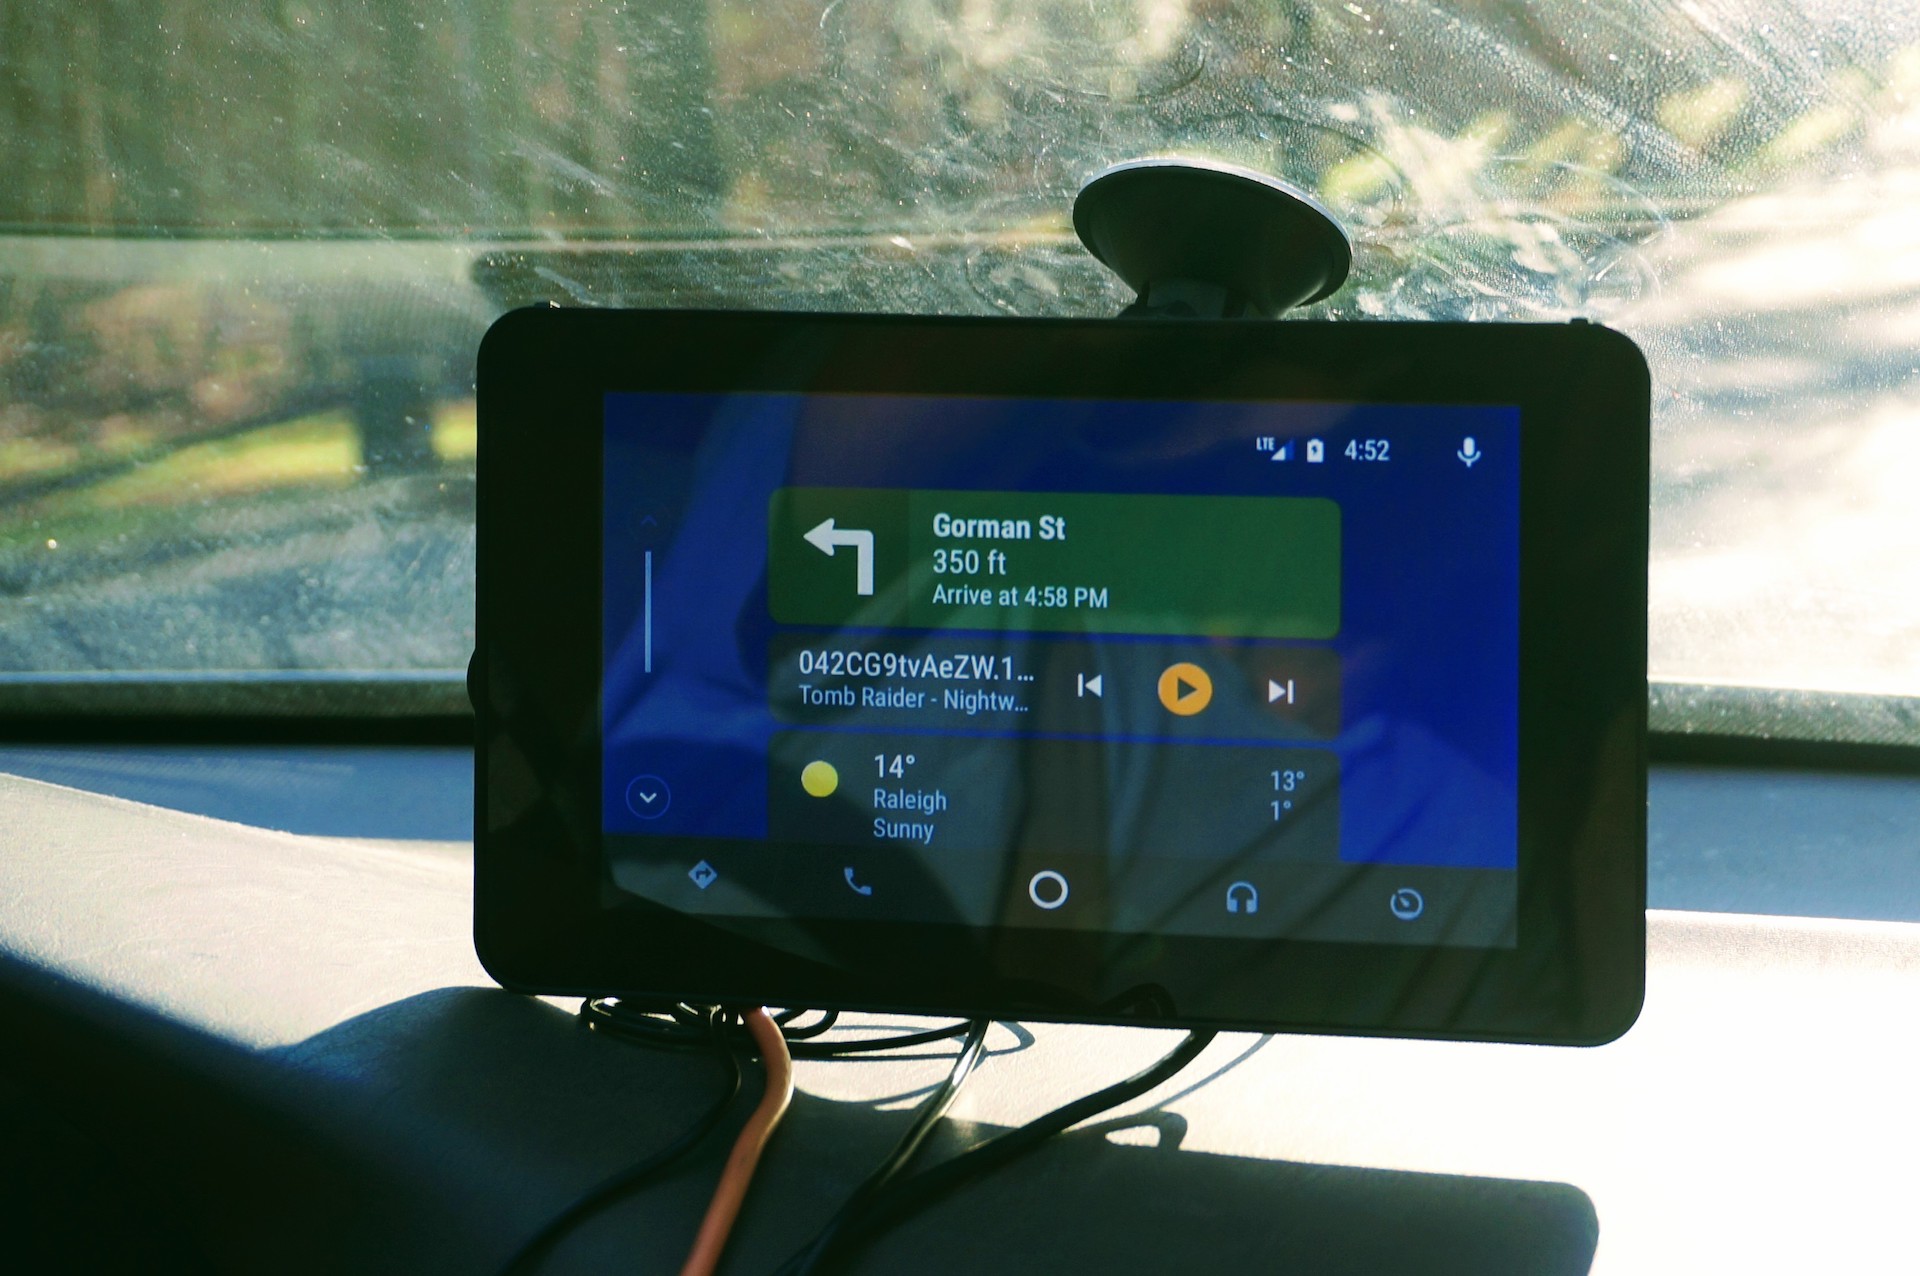 LTE 4:52
Gorman St
350 ft
Arrive at 4:58 PM
042CG9tvAeZW.1...
Tomb Raider - Nightw...
14°
Raleigh
Sunny
13°
1°